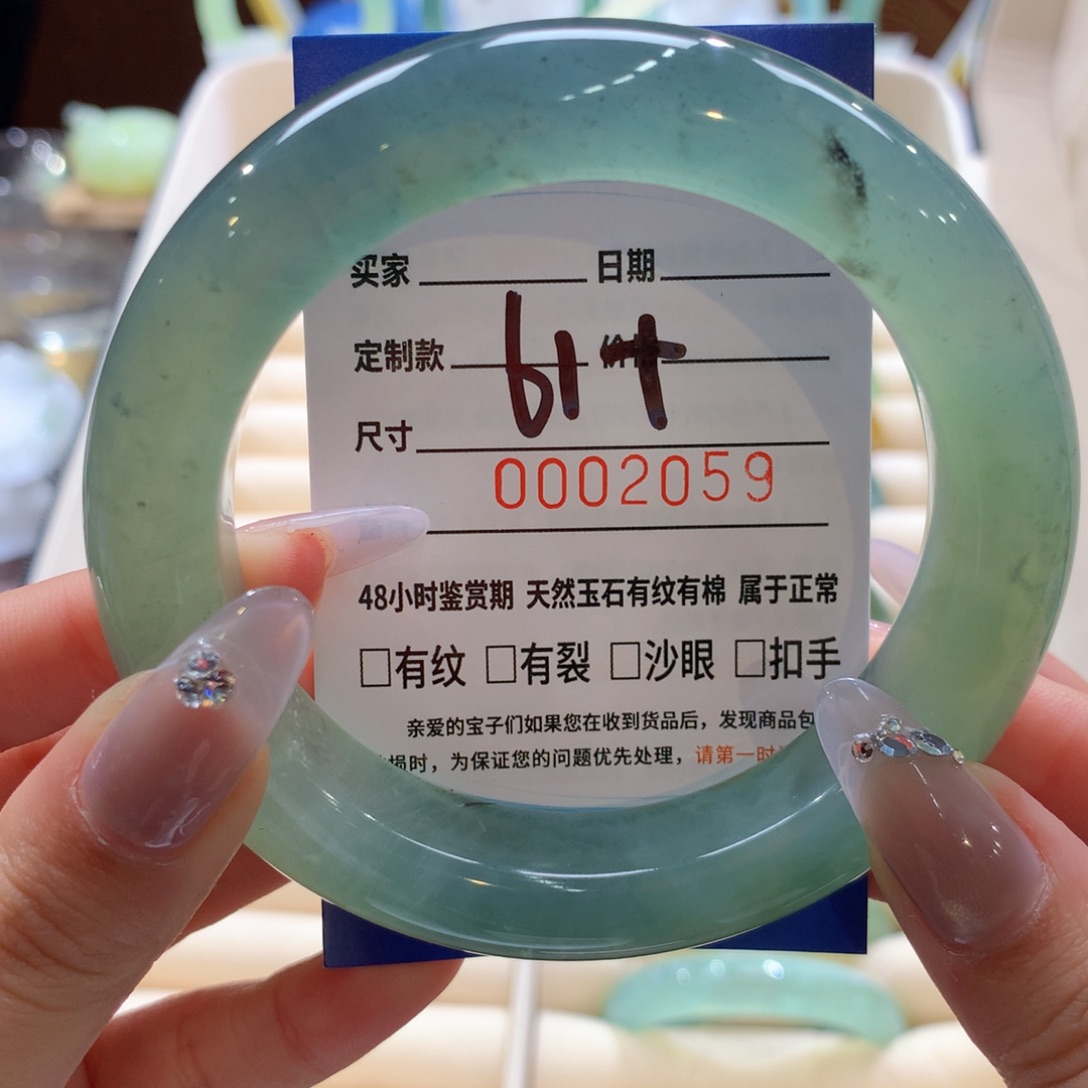 买家 日期
定制款 价格
61+
尺寸
0002059
48小时鉴赏期 天然玉石有纹有棉 属于正常
□有纹 □有裂 □沙眼 □扣手
亲爱的宝子们如果您在收到货品后，发现商品包
损时，为保证您的问题优先处理，请第一时